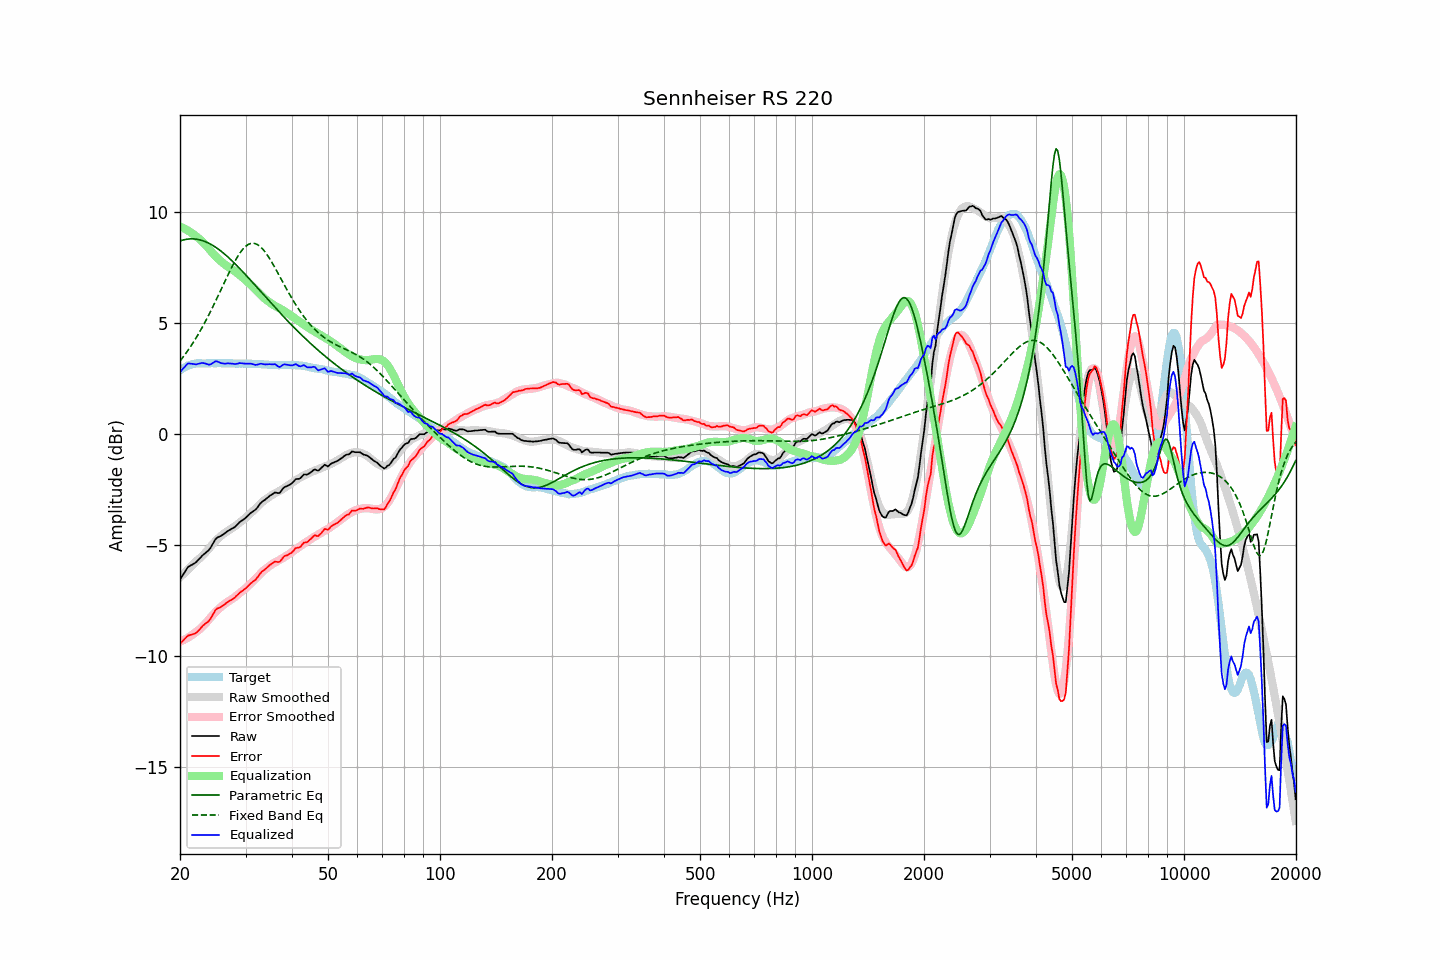 Sennheiser RS 220
Amplitude (dBr)
10
5
0
−5
−10
−15
Target
Raw Smoothed
Error Smoothed
Raw
Error
Equalization
Parametric Eq
Fixed Band Eq
Equalized
20 50 100 200 500 1000 2000 5000 10000 20000
Frequency (Hz)